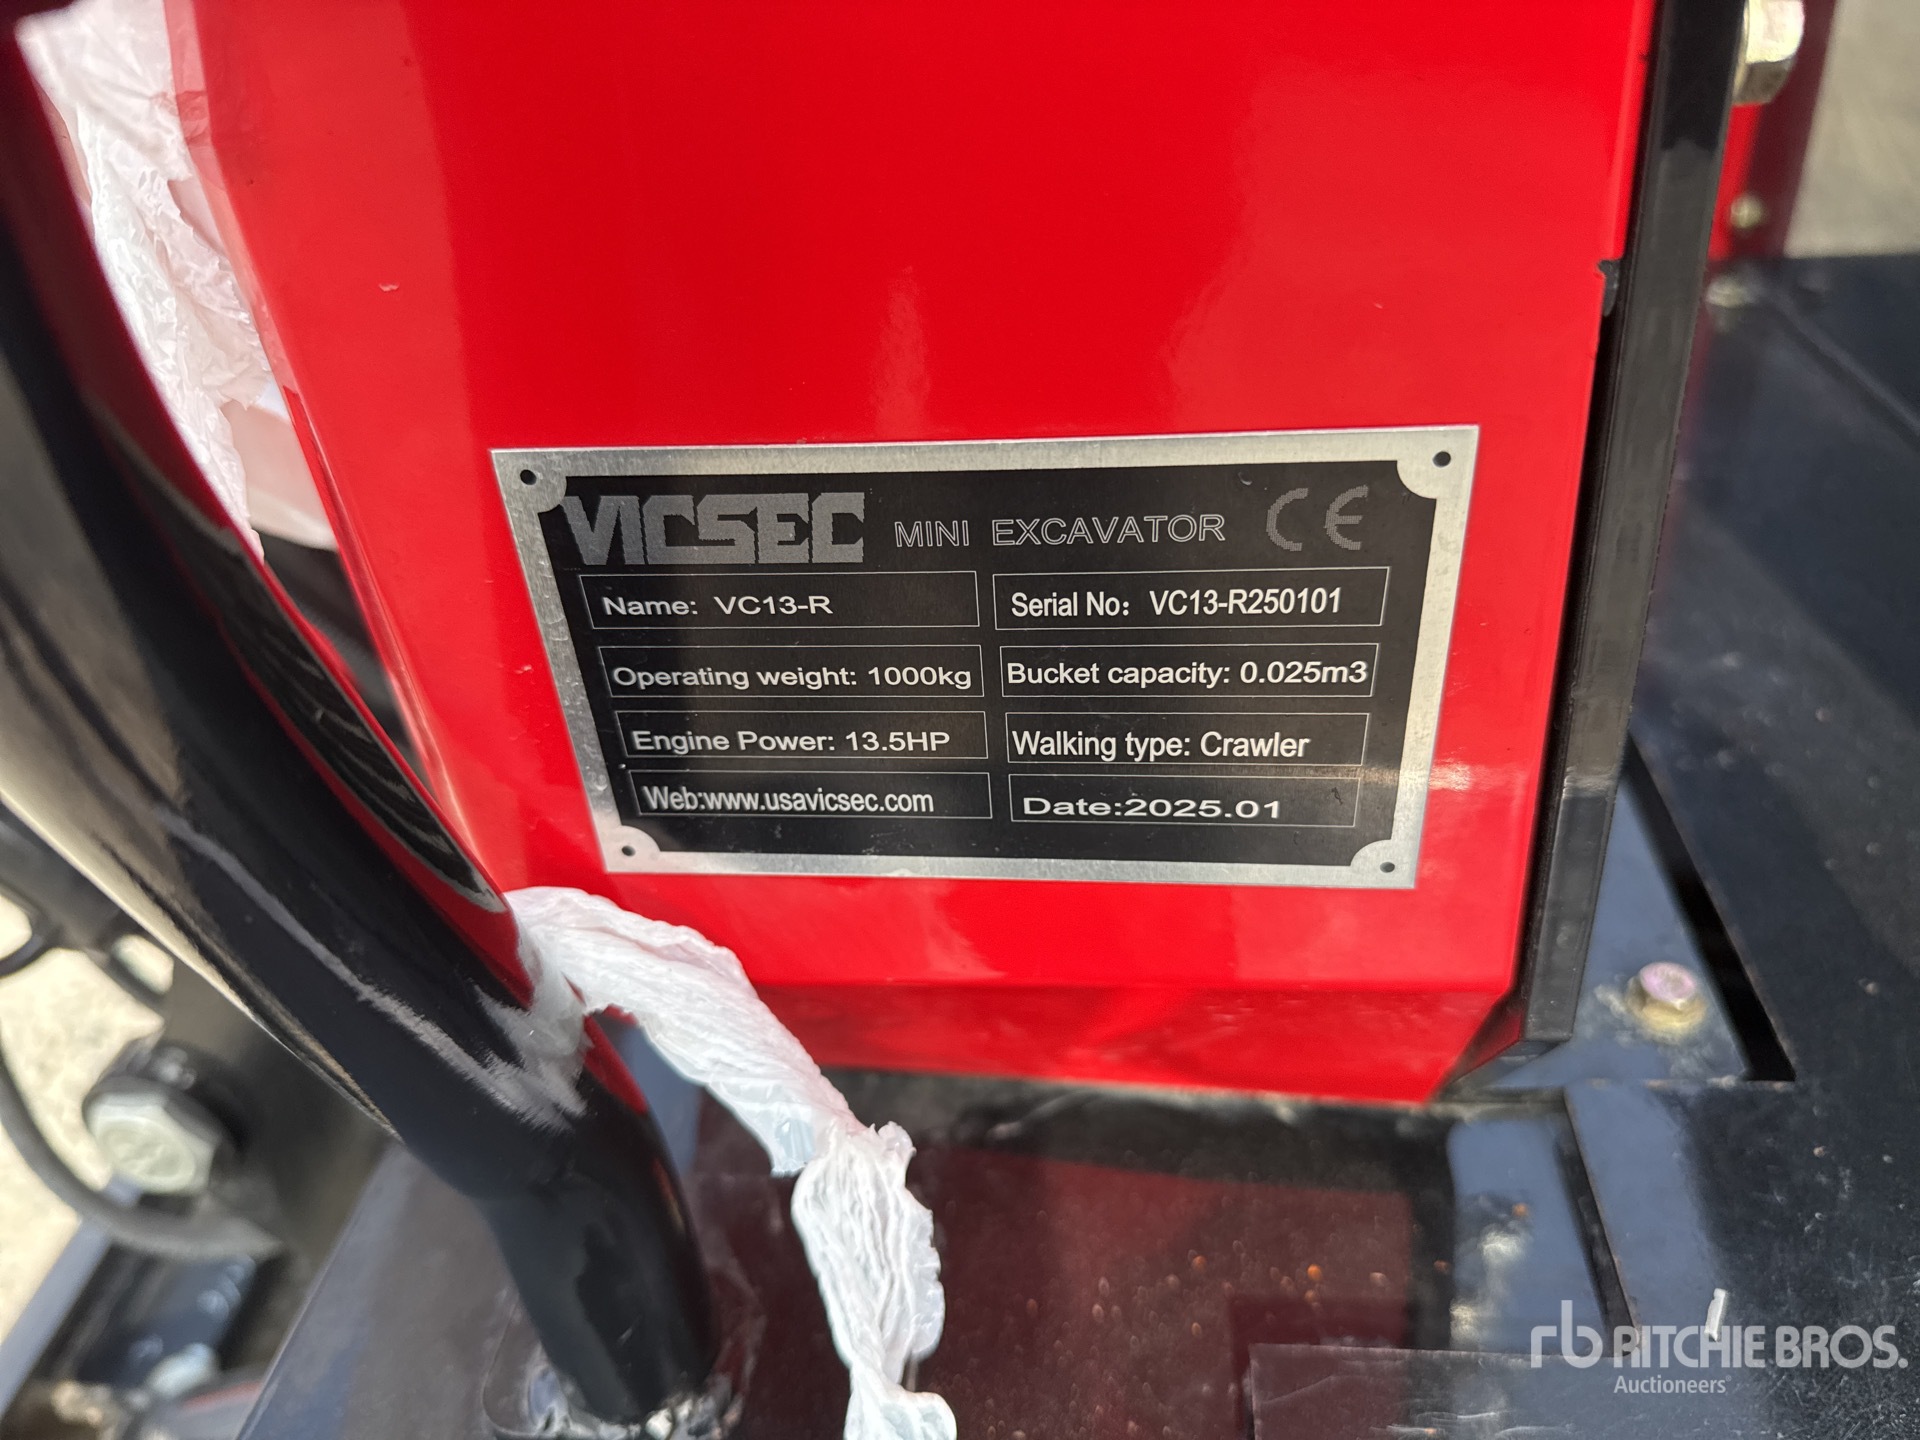 VICSEC MINI EXCAVATOR CE
Name: VC13-R
Serial No: VC13-R250101
Operating weight: 1000kg
Bucket capacity: 0.025m3
Engine Power: 13.5HP
Walking type: Crawler
Web:www.usavicsec.com
Date:2025.01
rb RITCHIE BROS.
Auctioneers